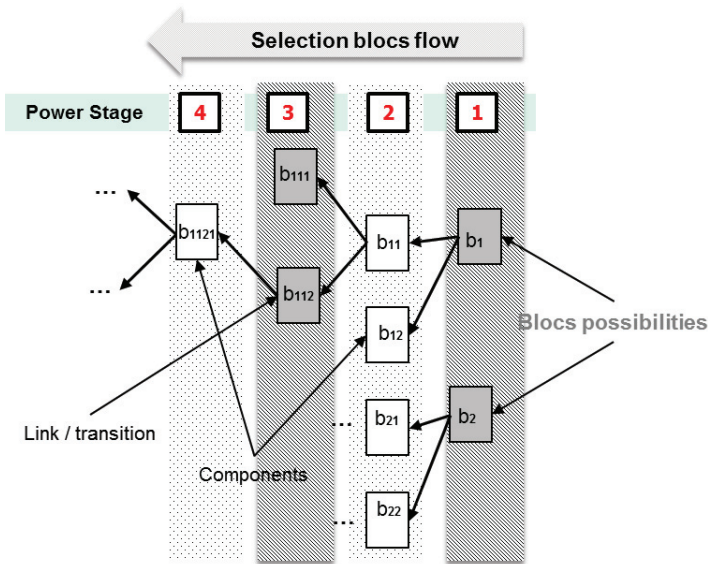 Selection blocs flow
Power Stage 4 3 2 1
b111
...
b1121 b11 b1
b112
... Blocs possibilities
b12
b21 b2
...
Link / transition
Components
b22
...